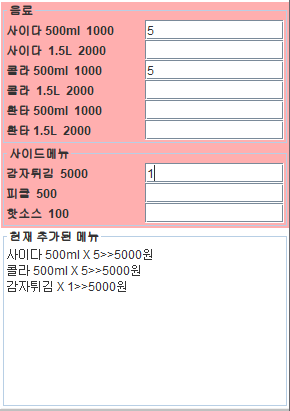 음료
사이다 500ml 1000 5
사이다 1.5L 2000
콜라 500ml 1000 5
콜라 1.5L 2000
환타 500ml 1000
환타 1.5L 2000
사이드메뉴
감자튀김 5000 1
피클 500
핫소스 100
현재 추가된 메뉴
사이다 500ml X 5>>5000원
콜라 500ml X 5>>5000원
감자튀김 X 1>>5000원